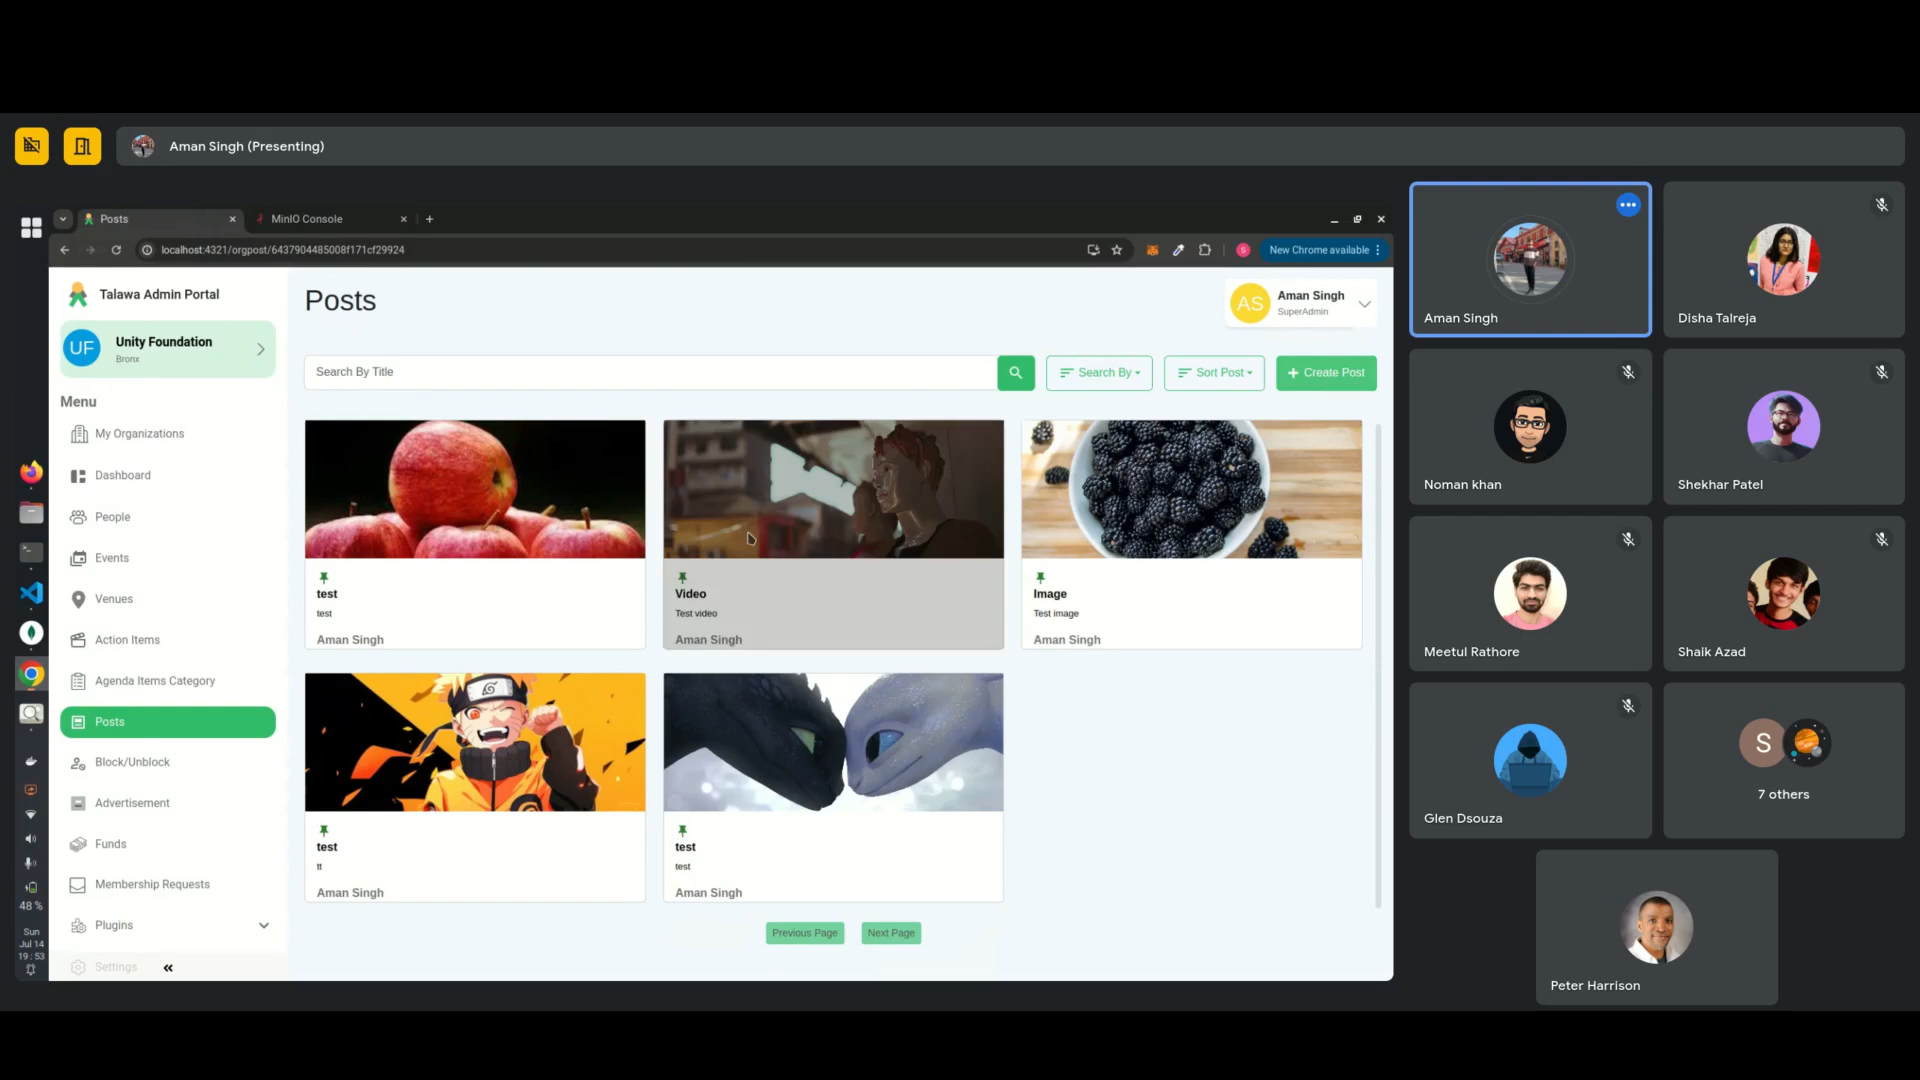 Aman Singh (Presenting)
Posts
MinIO Console
localhost:4321/orgpost/6437904485008f171cf29924
New Chrome available
Talawa Admin Portal
UF
Unity Foundation
Bronx
Menu
My Organizations
Dashboard
People
Events
Venues
Action Items
Agenda Items Category
Posts
Block/Unblock
Advertisement
Funds
Membership Requests
Plugins
Settings
48 %
Sun
Jul 14
19 : 53
Posts
AS
Aman Singh
SuperAdmin
Search By Title
Search By
Sort Post
+ Create Post
test
test
Aman Singh
Video
Test video
Aman Singh
Image
Test image
Aman Singh
test
tt
Aman Singh
test
test
Aman Singh
Previous Page
Next Page
Aman Singh
Disha Talreja
Noman khan
Shekhar Patel
Meetul Rathore
Shaik Azad
Glen Dsouza
S
7 others
Peter Harrison